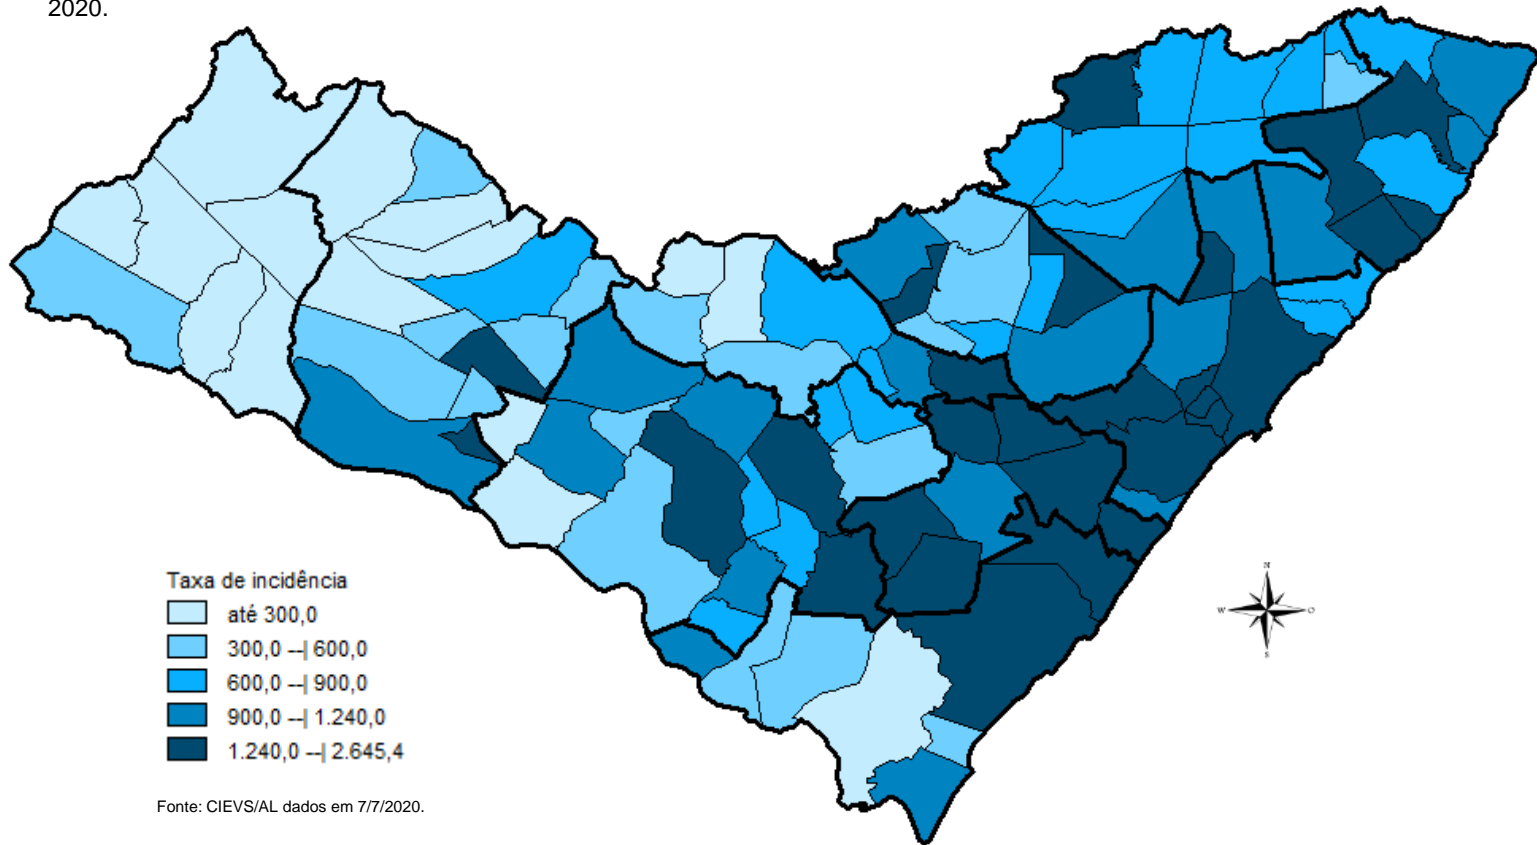 2020.
N
W
O
S
Taxa de incidência
até 300,0
300,0 --| 600,0
600,0 --| 900,0
900,0 --| 1.240,0
1.240,0 --| 2.645,4
Fonte: CIEVS/AL dados em 7/7/2020.